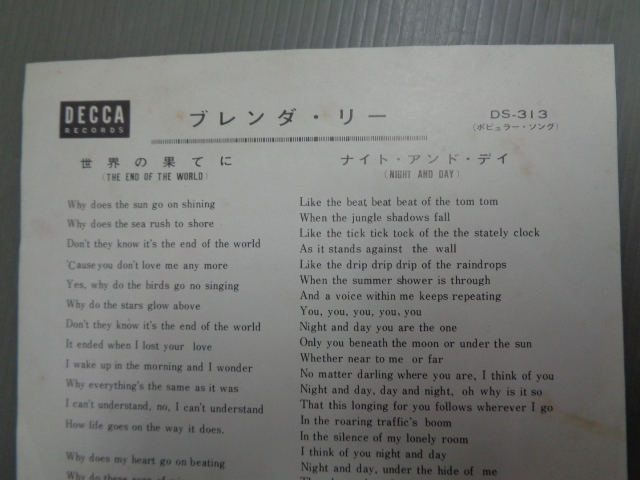 DECCA
RECORDS
ブレンダ・リー
DS-313
(ポピュラー・ソング)
世界の果てに
(THE END OF THE WORLD)
Why does the sun go on shining
Why does the sea rush to shore
Don't they know it's the end of the world
'Cause you don't love me any more
Yes, why do the birds go no singing
Why do the stars glow above
Don't they know it's the end of the world
It ended when I lost your love
I wake up in the morning and I wonder
Why everything's the same as it was
I can't understand, no, I can't understand
How life goes on the way it does.
Why does my heart go on beating
Why do these
ナイト・アンド・デイ
(NIGHT AND DAY)
Like the beat beat beat of the tom tom
When the jungle shadows fall
Like the tick tick tock of the the stately clock
As it stands against the wall
Like the drip drip drip of the raindrops
When the summer shower is through
And a voice within me keeps repeating
You, you, you, you, you
Night and day you are the one
Only you beneath the moon or under the sun
Whether near to me or far
No matter darling where you are, I think of you
Night and day, day and night, oh why is it so
That this longing for you follows wherever I go
In the roaring traffic's boom
In the silence of my lonely room
I think of you night and day
Night and day, under the hide of me